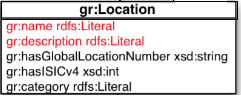 gr:Location
gr:name rdfs:Literal
gr:description rdfs:Literal
gr:hasGlobalLocationNumber xsd:string
gr:hasISICv4 xsd:int
gr:category rdfs:Literal